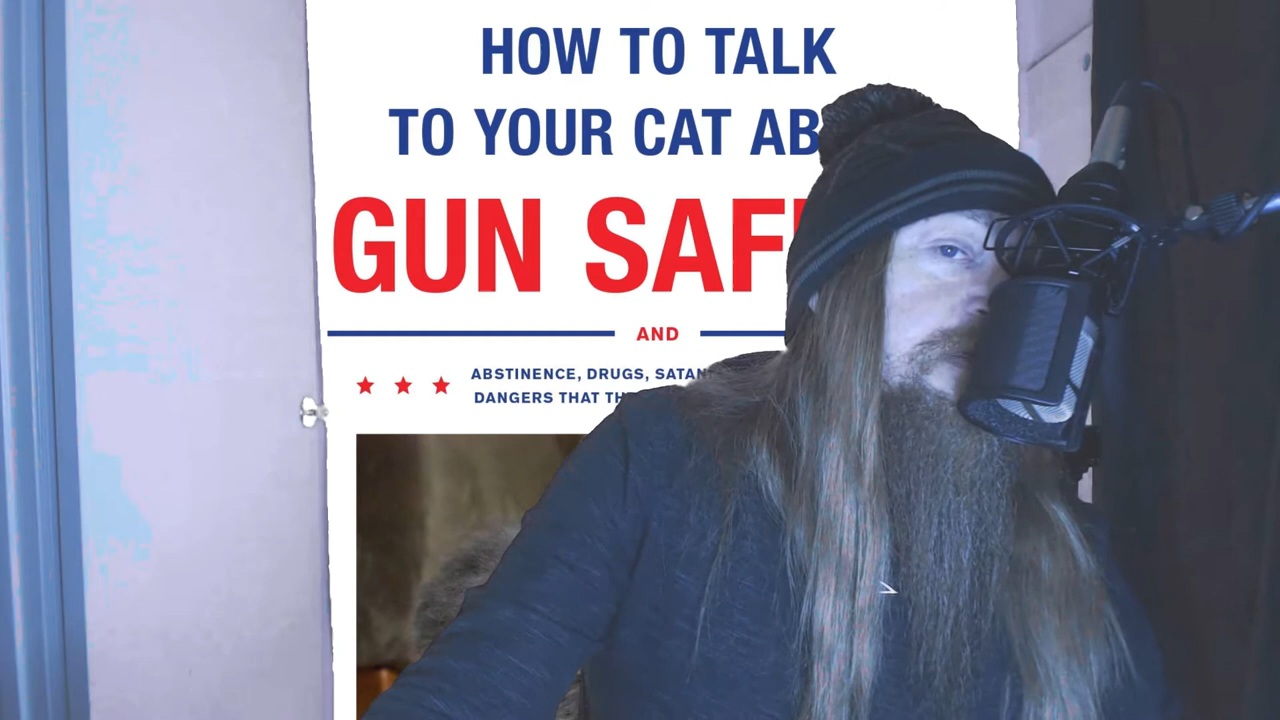 HOW TO TALK
TO YOUR CAT AB
GUN SAF
AND
ABSTINENCE, DRUGS, SATAN
DANGERS THAT TH